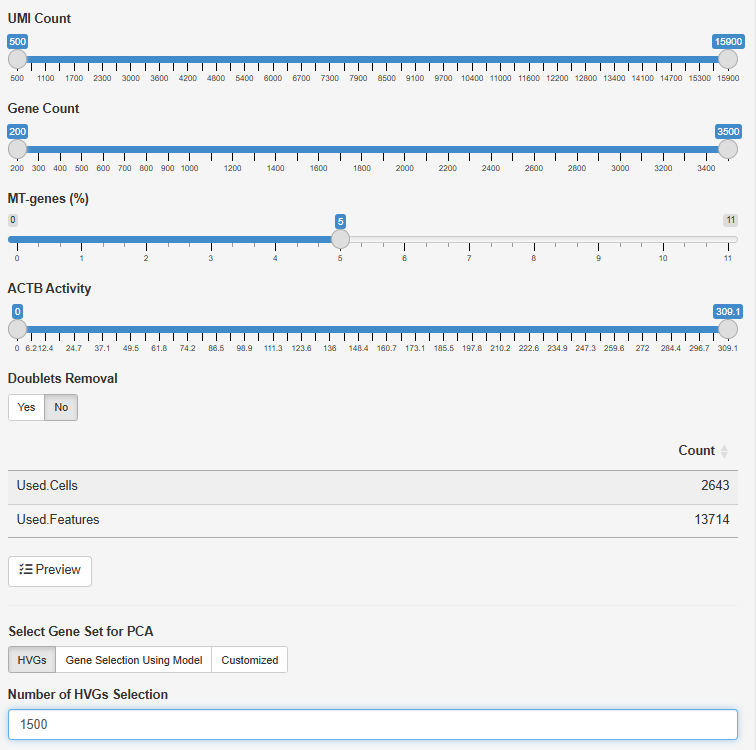 UMI Count
500 15900
500 1100 1700 2300 3000 3600 4200 4800 5400 6000 6700 7300 7900 8500 9100 9700 10400 11000 11600 12200 12800 13400 14100 14700 15300 15900
Gene Count
200 3500
200 300 400 500 600 700 800 900 1000 1200 1400 1600 1800 2000 2200 2400 2600 2800 3000 3200 3400
MT-genes (%)
0 5 11
0 1 2 3 4 5 6 7 8 9 10 11
ACTB Activity
0 309.1
0 6.2 12.4 24.7 37.1 49.5 61.8 74.2 86.5 98.9 111.3 123.6 136 148.4 160.7 173.1 185.5 197.8 210.2 222.6 234.9 247.3 259.6 272 284.4 296.7 309.1
Doublets Removal
Yes No
Count
Used.Cells 2643
Used.Features 13714
Preview
Select Gene Set for PCA
HVGs Gene Selection Using Model Customized
Number of HVGs Selection
1500